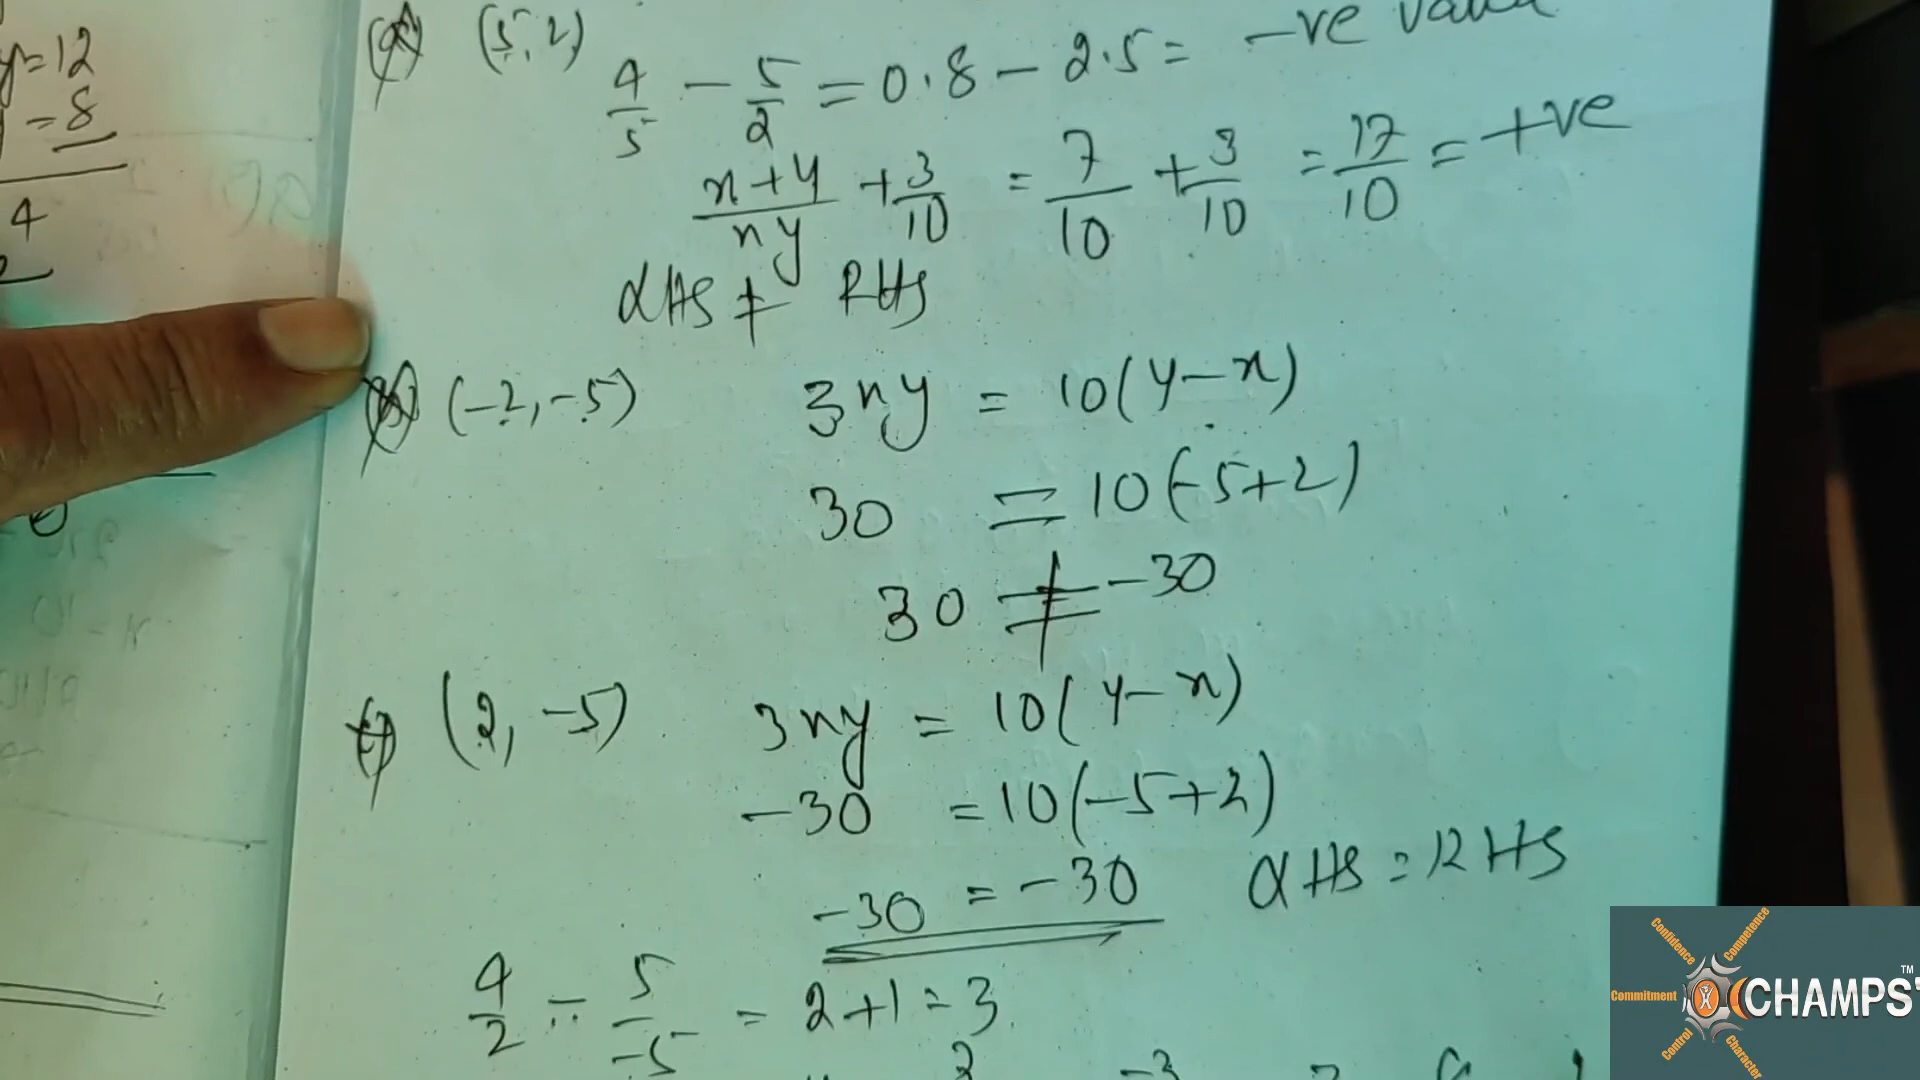 y=12
=8
4
(a) (5,2) 4/5 - 5/2 = 0.8 - 2.5 = -ve
x+y/xy + 3/10 = 7/10 + 3/10 = 17/10 = +ve
LHS ≠ RHS
(b) (-2,-5) 3xy = 10(y-x)
30 = 10(-5+2)
30 ≠ -30
(c) (2,-5) 3xy = 10(y-x)
-30 = 10(-5+2)
-30 = -30 LHS = RHS
4/2 - 5/-5 = 2+1=3
Confidence
Competence
Commitment
CHAMPS
TM
Control
Character